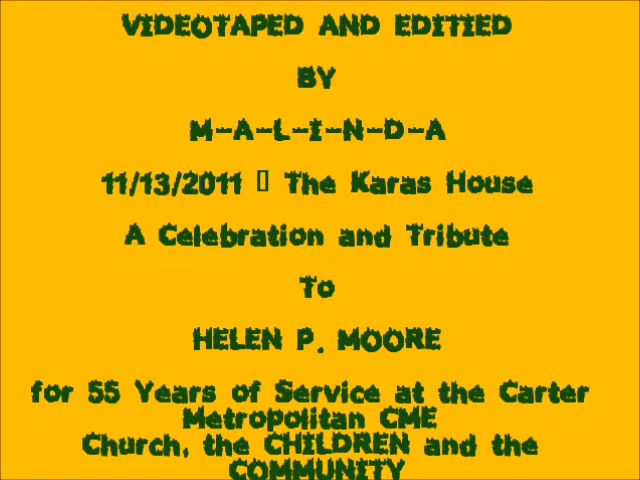 VIDEOTAPED AND EDITIED
BY
M-A-L-I-N-D-A
11/13/2011 ▯ The Karas House
A Celebration and Tribute
To
HELEN P. MOORE
for 55 Years of Service at the Carter
Metropolitan CME
Church, the CHILDREN and the
COMMUNITY